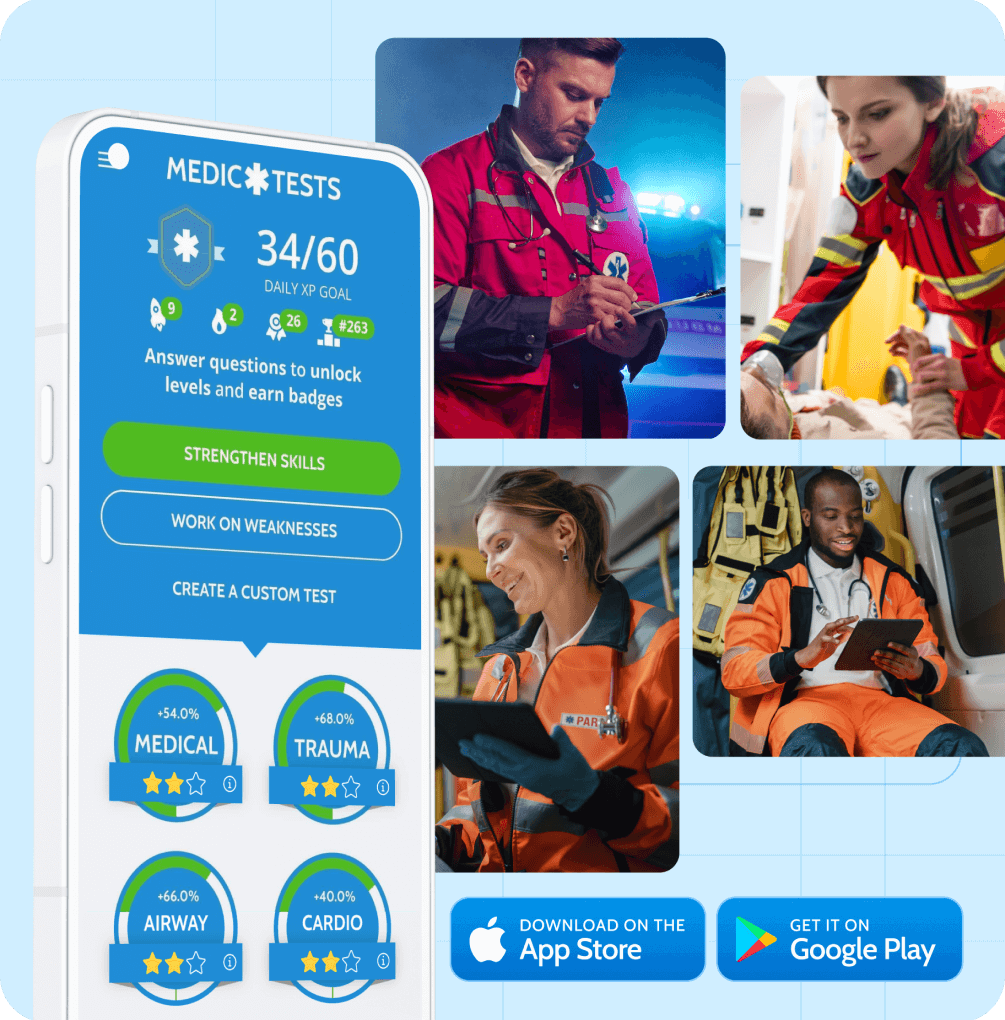 MEDIC TESTS
34/60
DAILY XP GOAL
9
2
26
#263
Answer questions to unlock
levels and earn badges
STRENGTHEN SKILLS
WORK ON WEAKNESSES
CREATE A CUSTOM TEST
+54.0%
MEDICAL
+68.0%
TRAUMA
+66.0%
AIRWAY
+40.0%
CARDIO
PAR
DOWNLOAD ON THE
App Store
GET IT ON
Google Play